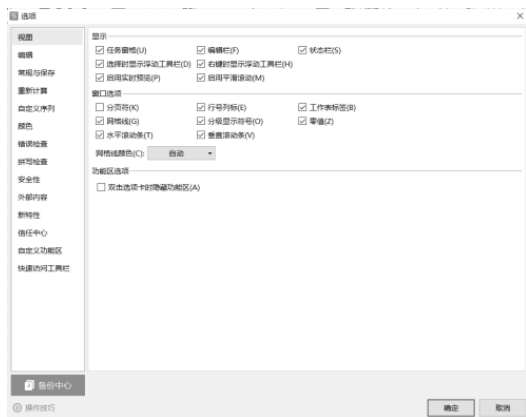 选项
视图
编辑
常规与保存
重新计算
自定义序列
颜色
错误检查
拼写检查
安全性
外部内容
新特性
信任中心
自定义功能区
快速访问工具栏
显示
任务窗格(U) 编辑栏(F) 状态栏(S)
选择时显示浮动工具栏(D) 右键时显示浮动工具栏(H)
启用实时预览(P) 启用平滑滚动(M)
窗口选项
分页符(K) 行号列标(E) 工作表标签(B)
网格线(G) 分级显示符号(O) 零值(Z)
水平滚动条(T) 垂直滚动条(V)
网格线颜色(C): 自动
功能区选项
双击选项卡时隐藏功能区(A)
备份中心
操作技巧
确定 取消